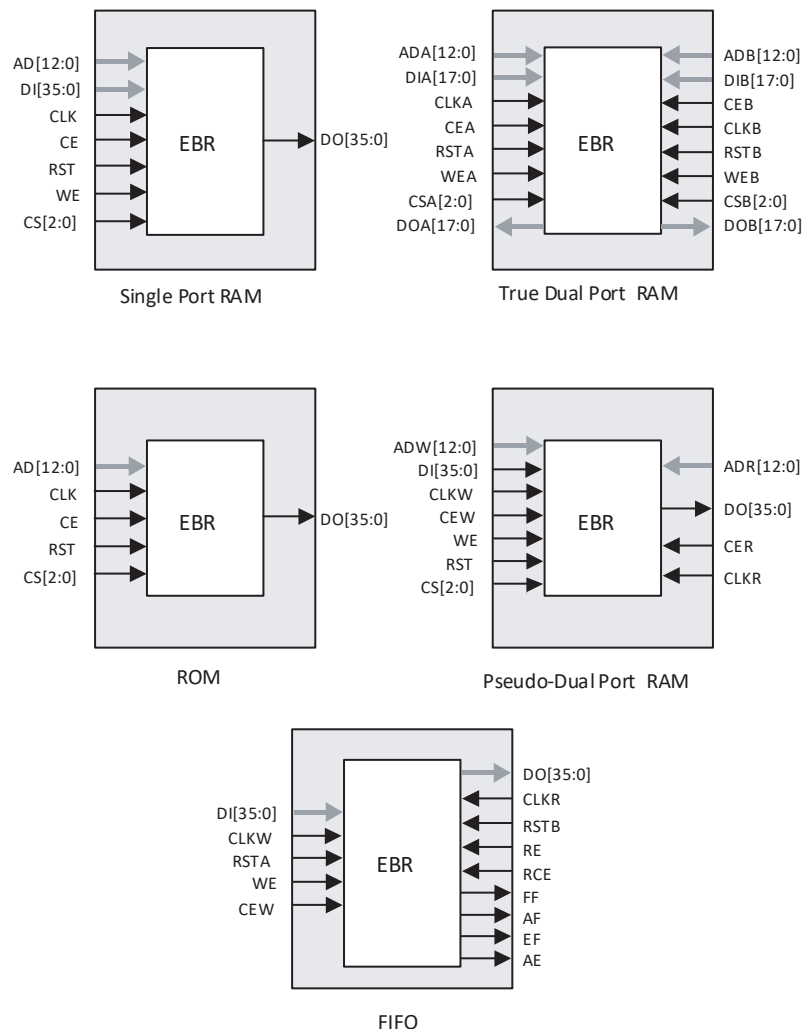 AD[12:0]
DI[35:0]
CLK
CE
RST
WE
CS[2:0]
EBR
DO[35:0]
Single Port RAM
ADA[12:0]
DIA[17:0]
CLKA
CEA
RSTA
WEA
CSA[2:0]
DOA[17:0]
EBR
ADB[12:0]
DIB[17:0]
CEB
CLKB
RSTB
WEB
CSB[2:0]
DOB[17:0]
True Dual Port RAM
AD[12:0]
CLK
CE
RST
CS[2:0]
EBR
DO[35:0]
ROM
ADW[12:0]
DI[35:0]
CLKW
CEW
WE
RST
CS[2:0]
EBR
ADR[12:0]
DO[35:0]
CER
CLKR
Pseudo-Dual Port RAM
DI[35:0]
CLKW
RSTA
WE
CEW
EBR
DO[35:0]
CLKR
RSTB
RE
RCE
FF
AF
EF
AE
FIFO